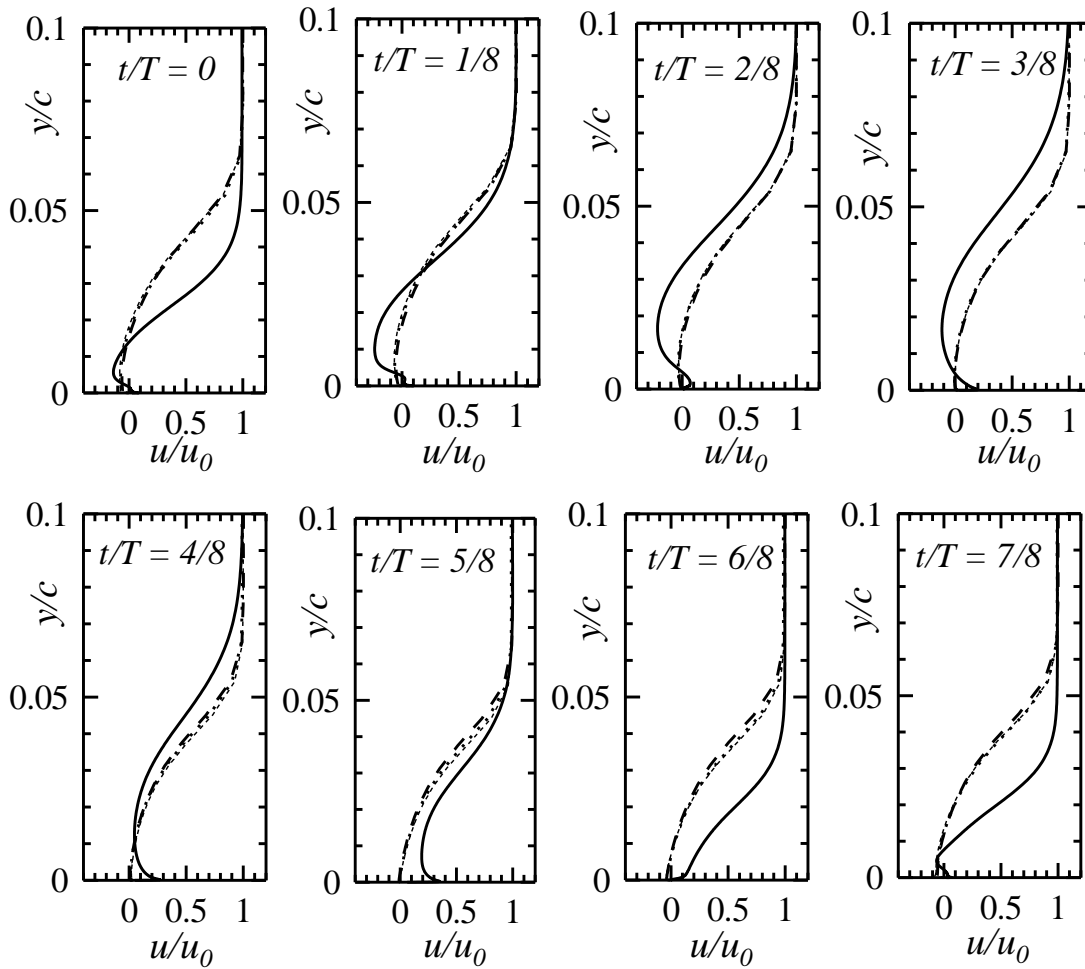 0.1
t/T = 0
y/c
0.05
0
0 0.5 1
u/u0
0.1
t/T = 1/8
y/c
0.05
0
0 0.5 1
u/u0
0.1
t/T = 2/8
y/c
0.05
0
0 0.5 1
u/u0
0.1
t/T = 3/8
y/c
0.05
0
0 0.5 1
u/u0
0.1
t/T = 4/8
y/c
0.05
0
0 0.5 1
u/u0
0.1
t/T = 5/8
y/c
0.05
0
0 0.5 1
u/u0
0.1
t/T = 6/8
y/c
0.05
0
0 0.5 1
u/u0
0.1
t/T = 7/8
y/c
0.05
0
0 0.5 1
u/u0